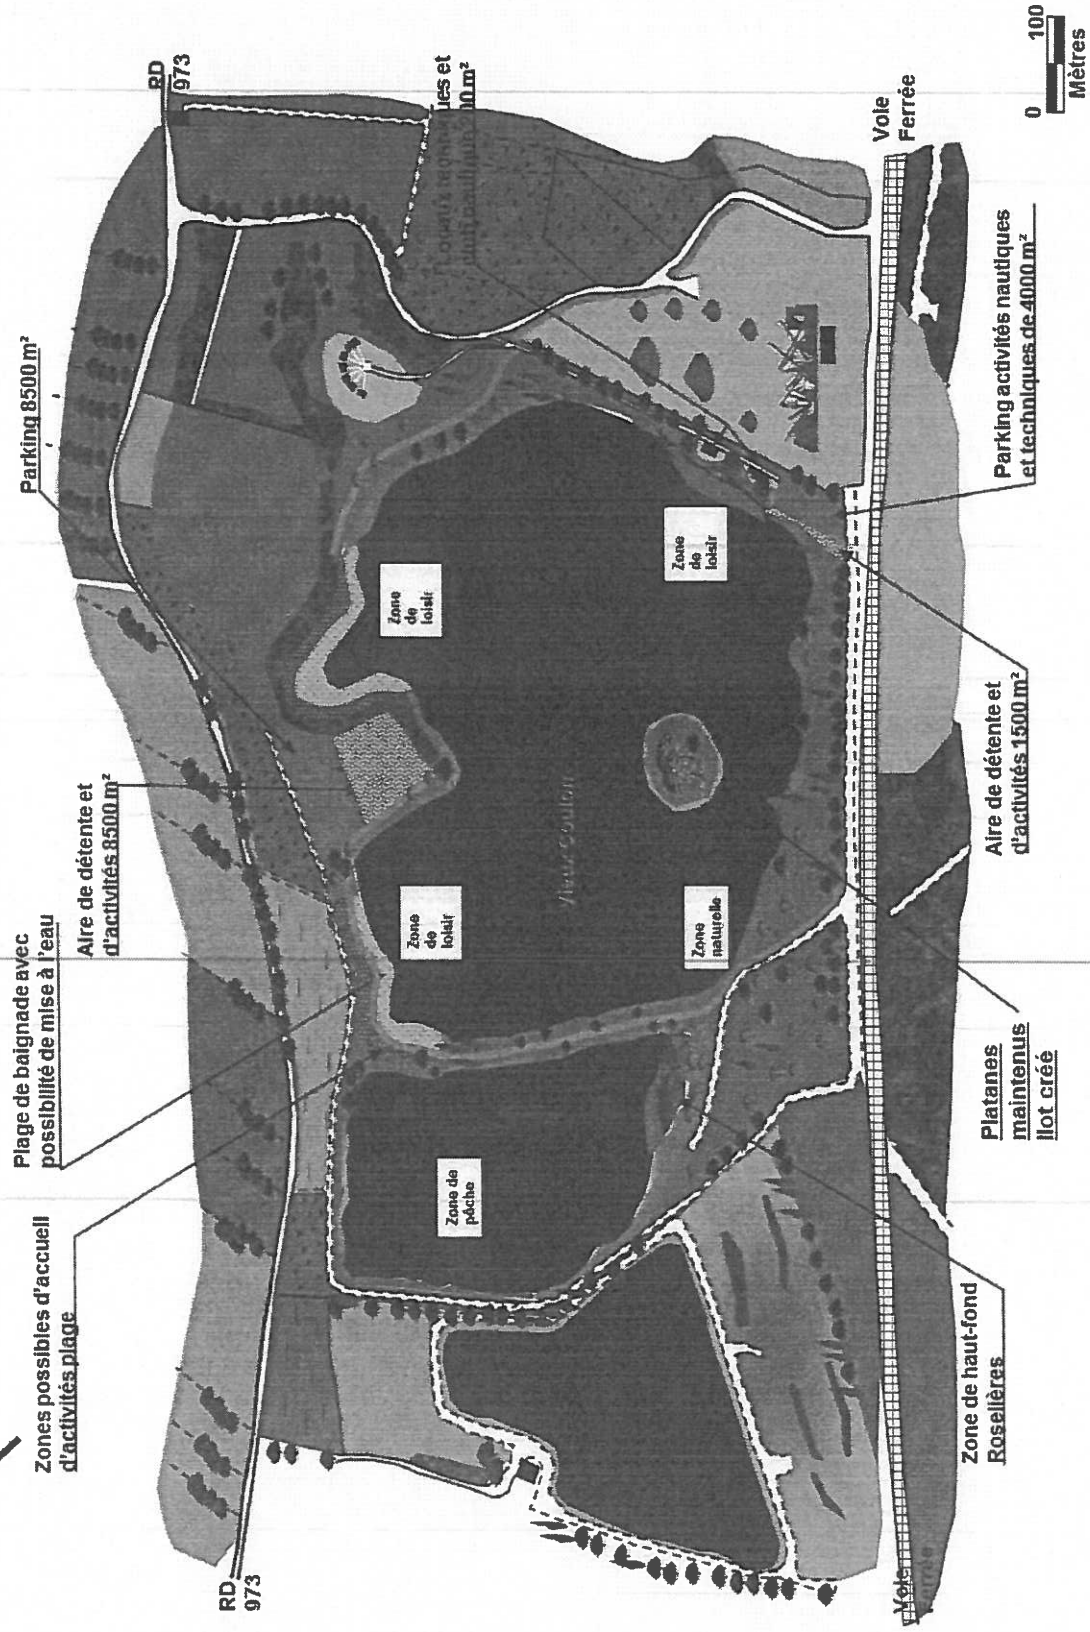 Zones possibles d'accueil
d'activités plage
Plage de baignade avec
possibilité de mise à l'eau
Aire de détente et
d'activités 8500 m²
Parking 8500 m²
RD
973
RD
973
ues et
Zone de
pêche
Zone
de
loisir
Zone
de
loisir
Zone
de
loisir
Zone
naturelle
Voie
Ferrée
Voie
Zone de haut-fond
Roselières
Platanes
maintenus
Ilot créé
Aire de détente et
d'activités 1500 m²
Parking activités nautiques
et techniques de 4000 m²
0 100
Mètres